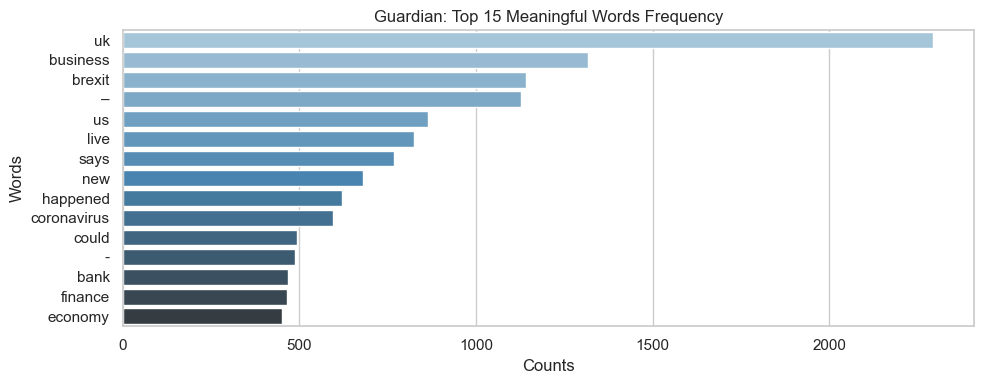 Guardian: Top 15 Meaningful Words Frequency
Words
uk
business
brexit
–
us
live
says
new
happened
coronavirus
could
-
bank
finance
economy
0 500 1000 1500 2000
Counts